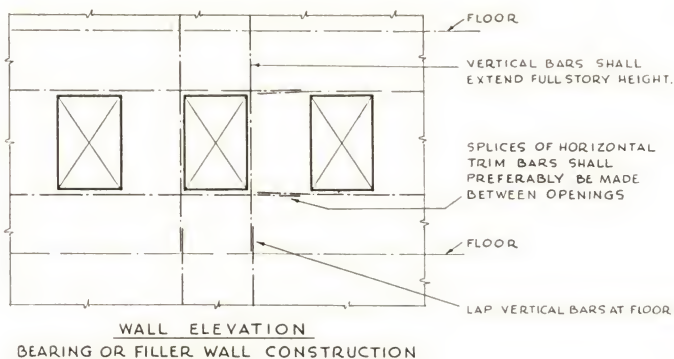 FLOOR
VERTICAL BARS SHALL
EXTEND FULL STORY HEIGHT.
SPLICES OF HORIZONTAL
TRIM BARS SHALL
PREFERABLY BE MADE
BETWEEN OPENINGS
FLOOR
LAP VERTICAL BARS AT FLOOR
WALL ELEVATION
BEARING OR FILLER WALL CONSTRUCTION